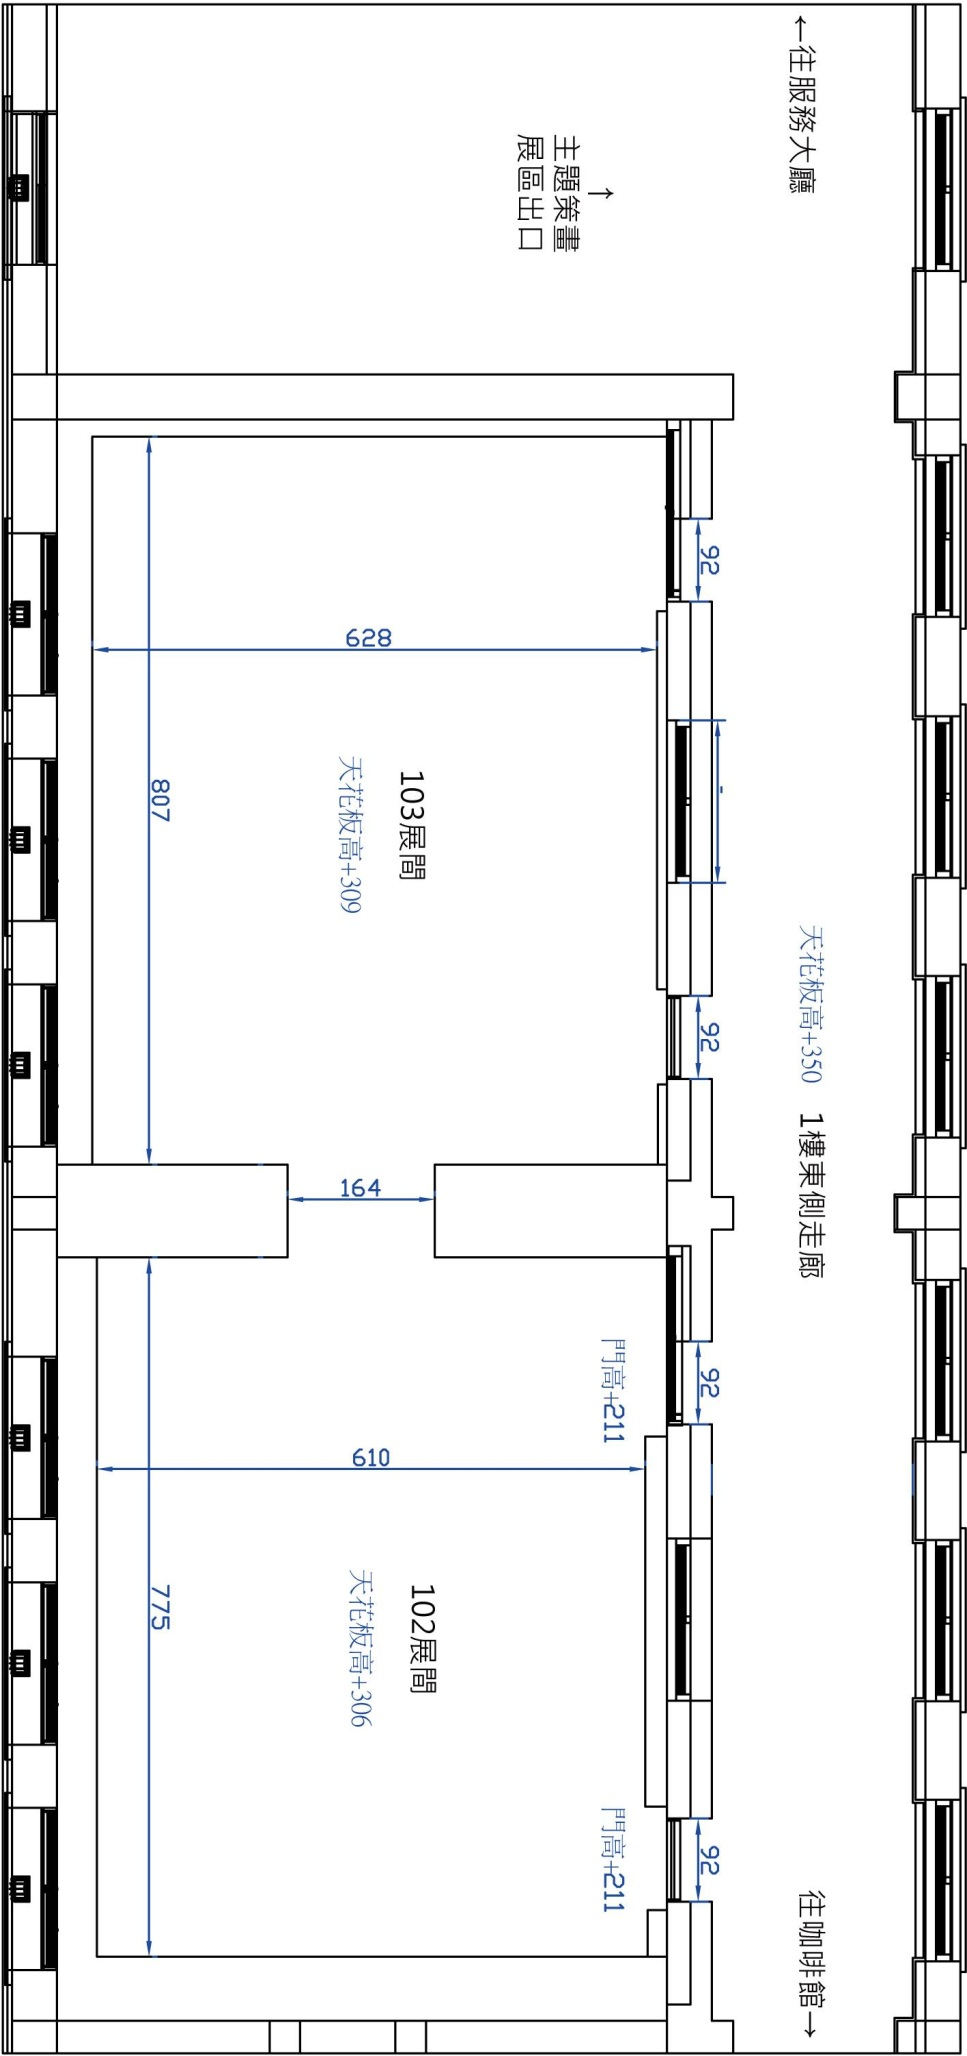 ←往服務大廳
↑
主題策畫
展區出口
92
628
103展間
天花板高+309
807
-
92
天花板高+350
1樓東側走廊
164
92
門高+211
610
102展間
天花板高+306
775
門高+211
92
往咖啡館→